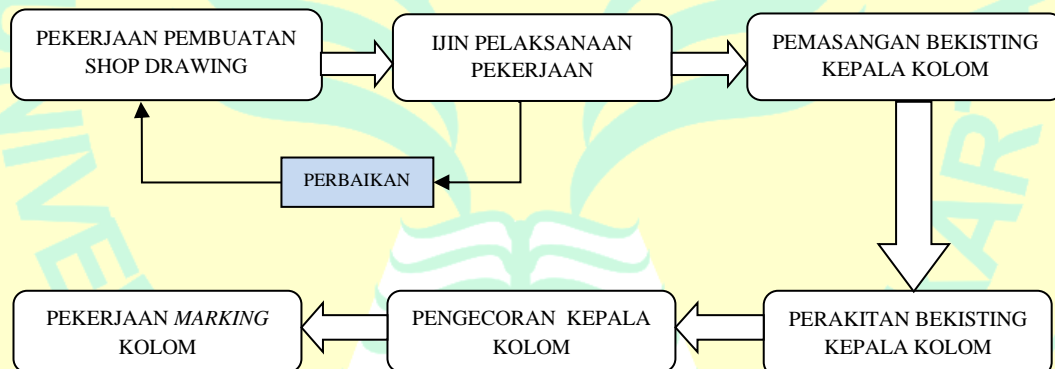 PEKERJAAN PEMBUATAN
SHOP DRAWING
IJIN PELAKSANAAN
PEKERJAAN
PEMASANGAN BEKISTING
KEPALA KOLOM
PERBAIKAN
PEKERJAAN MARKING
KOLOM
PENGECORAN KEPALA
KOLOM
PERAKITAN BEKISTING
KEPALA KOLOM